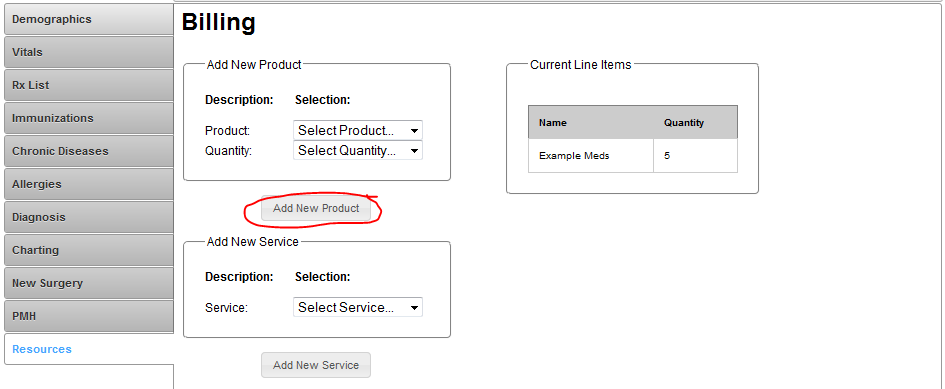 Demographics
Vitals
Rx List
Immunizations
Chronic Diseases
Allergies
Diagnosis
Charting
New Surgery
PMH
Resources
Billing
Add New Product
Description: Selection:
Product: Select Product...
Quantity: Select Quantity...
Add New Product
Add New Service
Description: Selection:
Service: Select Service...
Add New Service
Current Line Items
Name Quantity
Example Meds 5